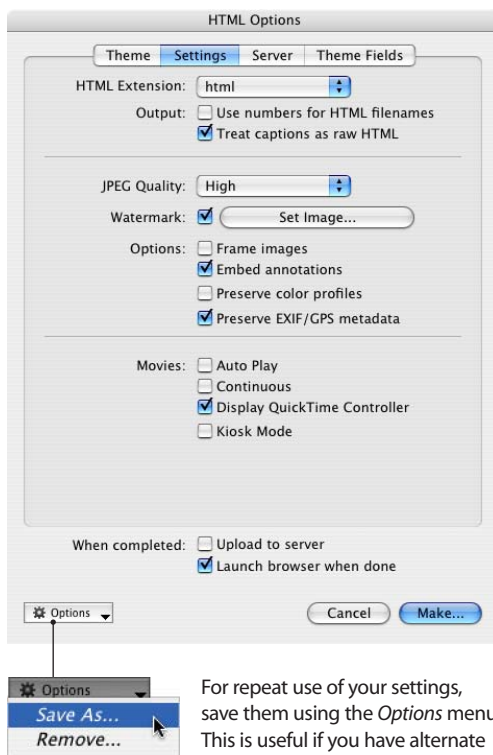 HTML Options
Theme Settings Server Theme Fields
HTML Extension: html
Output: Use numbers for HTML filenames
Treat captions as raw HTML
JPEG Quality: High
Watermark: Set Image...
Options: Frame images
Embed annotations
Preserve color profiles
Preserve EXIF/GPS metadata
Movies: Auto Play
Continuous
Display QuickTime Controller
Kiosk Mode
When completed: Upload to server
Launch browser when done
Options Cancel Make...
Options
Save As...
Remove...
For repeat use of your settings,
save them using the Options menu
This is useful if you have alternate